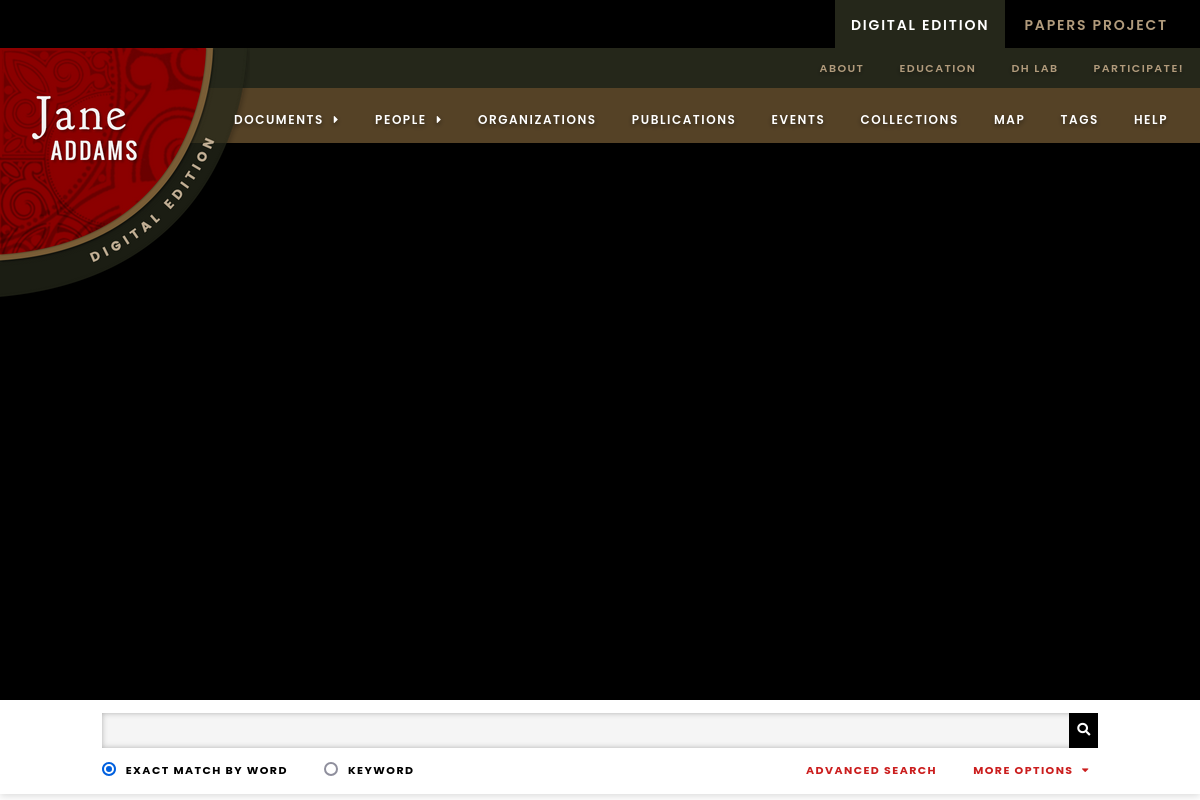 DIGITAL EDITION PAPERS PROJECT
ABOUT EDUCATION DH LAB PARTICIPATE!
Jane
ADDAMS
DIGITAL EDITION
DOCUMENTS PEOPLE ORGANIZATIONS PUBLICATIONS EVENTS COLLECTIONS MAP TAGS HELP
EXACT MATCH BY WORD KEYWORD ADVANCED SEARCH MORE OPTIONS